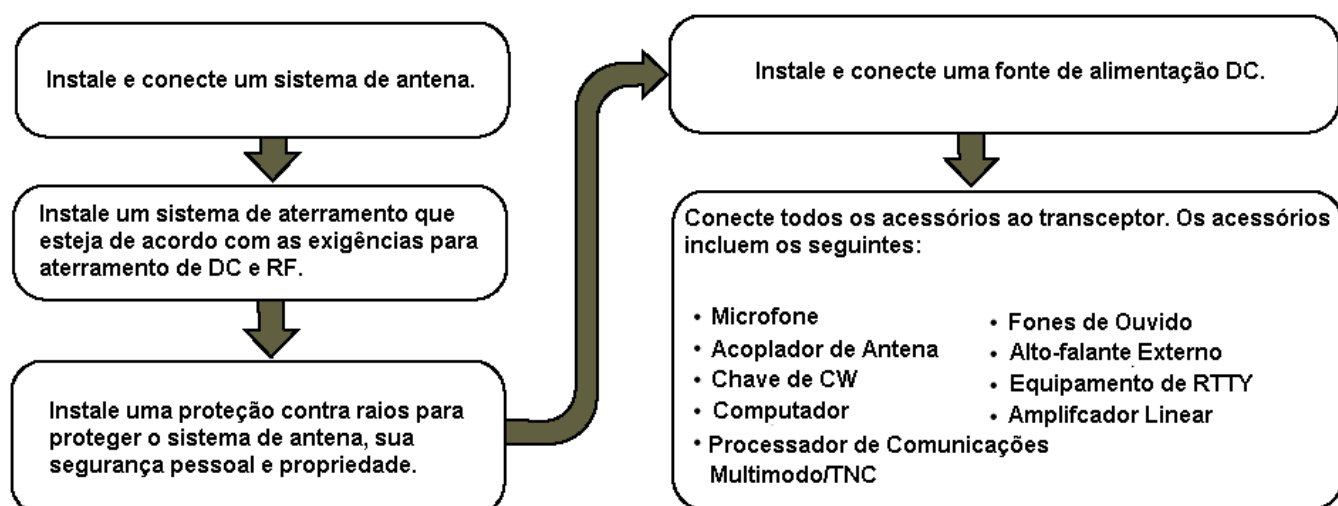 Instale e conecte um sistema de antena.
Instale um sistema de aterramento que
esteja de acordo com as exigências para
aterramento de DC e RF.
Instale uma proteção contra raios para
proteger o sistema de antena, sua
segurança pessoal e propriedade.
Instale e conecte uma fonte de alimentação DC.
Conecte todos os acessórios ao transceptor. Os acessórios
incluem os seguintes:
• Microfone
• Acoplador de Antena
• Chave de CW
• Computador
• Processador de Comunicações
Multimodo/TNC
• Fones de Ouvido
• Alto-falante Externo
• Equipamento de RTTY
• Amplifcador Linear